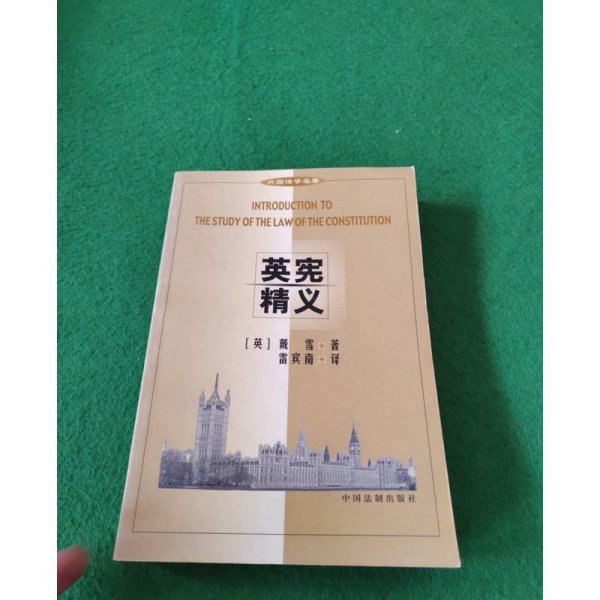 外国法学名著
INTRODUCTION TO
THE STUDY OF THE LAW OF THE CONSTITUTION
英宪
精义
[英] 戴 雪·著
雷宾南·译
中国法制出版社